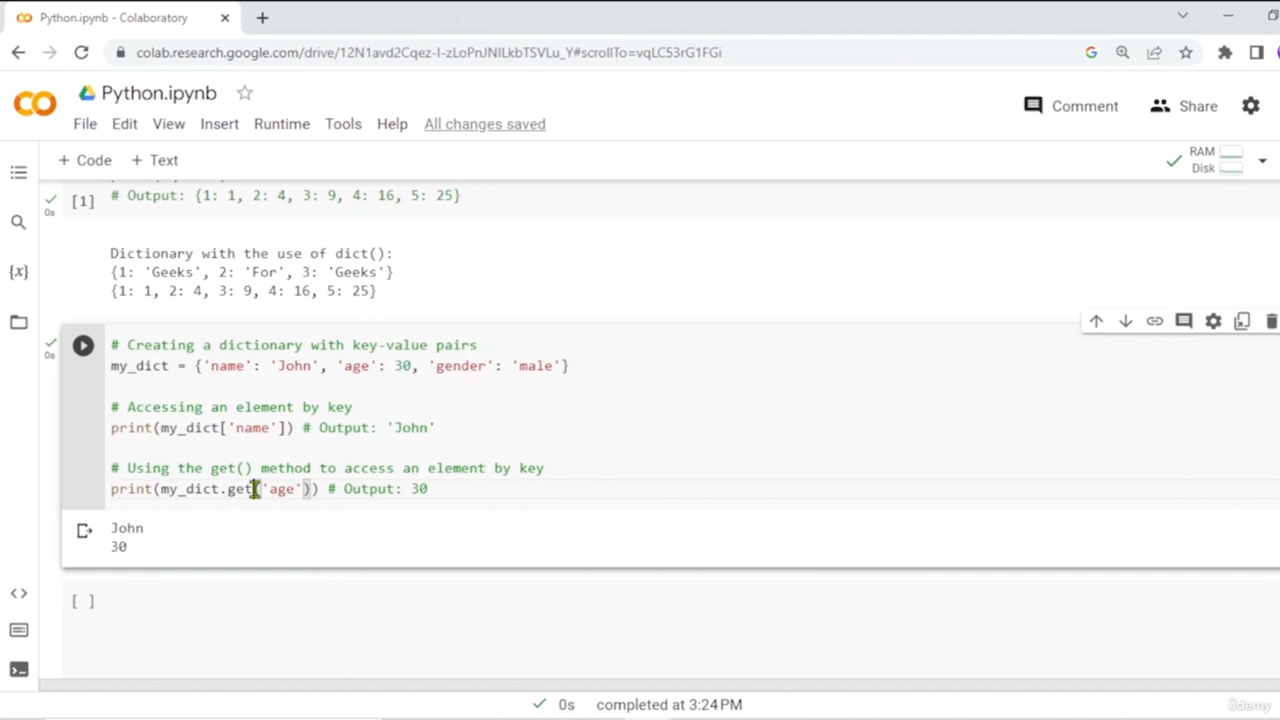 Python.ipynb - Colaboratory
colab.research.google.com/drive/12N1avd2Cqez-I-zLoPnJNILkbTSVLu_Y#scrollTo=vqLC53rG1FGi
Python.ipynb
Comment
Share
File Edit View Insert Runtime Tools Help All changes saved
+ Code + Text
RAM
Disk
0s [1] # Output: {1: 1, 2: 4, 3: 9, 4: 16, 5: 25}
Dictionary with the use of dict():
{1: 'Geeks', 2: 'For', 3: 'Geeks'}
{1: 1, 2: 4, 3: 9, 4: 16, 5: 25}
{x}
0s
# Creating a dictionary with key-value pairs
my_dict = {'name': 'John', 'age': 30, 'gender': 'male'}
# Accessing an element by key
print(my_dict['name']) # Output: 'John'
# Using the get() method to access an element by key
print(my_dict.get('age')) # Output: 30
John
30
[ ]
0s completed at 3:24 PM
ûdemy